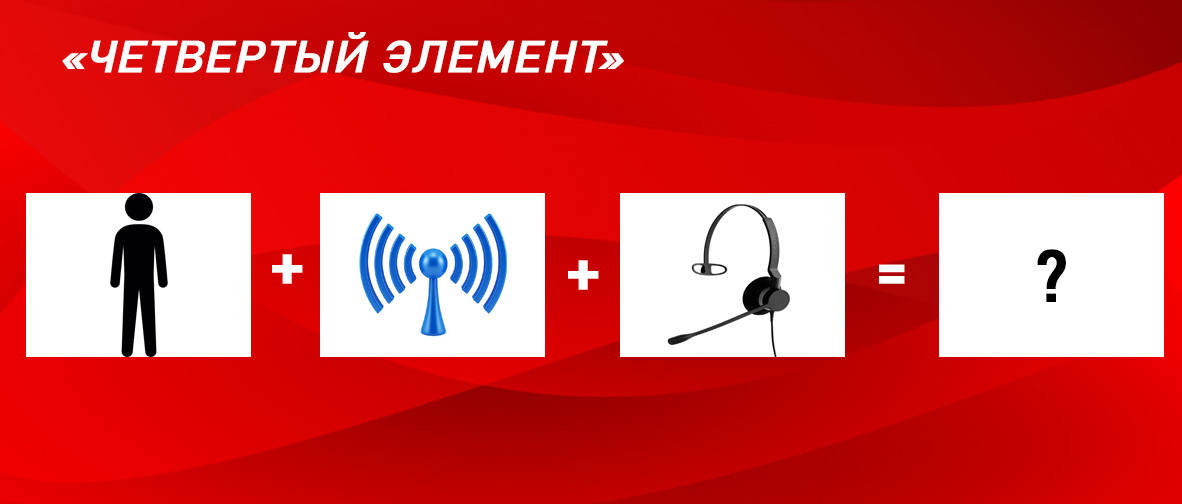 «ЧЕТВЕРТЫЙ ЭЛЕМЕНТ»
+ + = ?